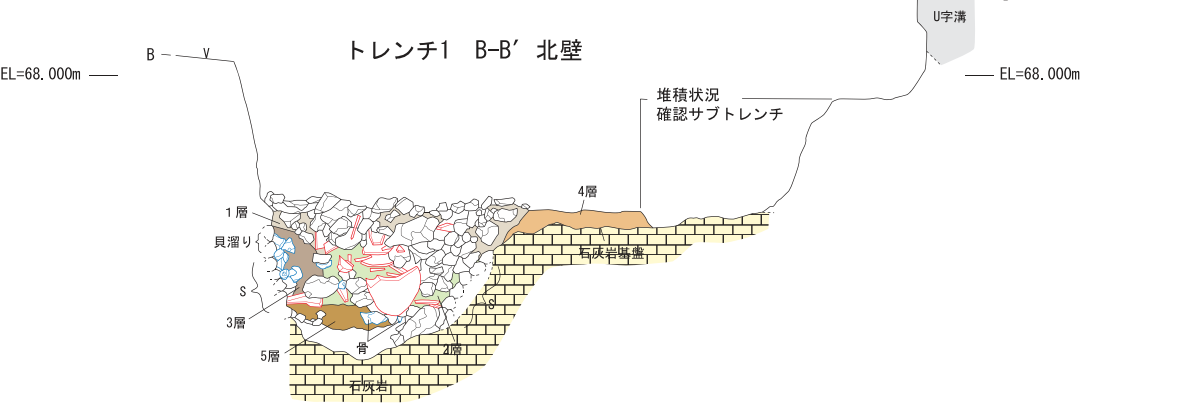 U字溝
トレンチ1 B-B′ 北壁
B
V
EL=68.000m
EL=68.000m
堆積状況
確認サブトレンチ
4層
1層
貝溜り
石灰岩基盤
S
S
3層
5層
骨
2層
石灰岩